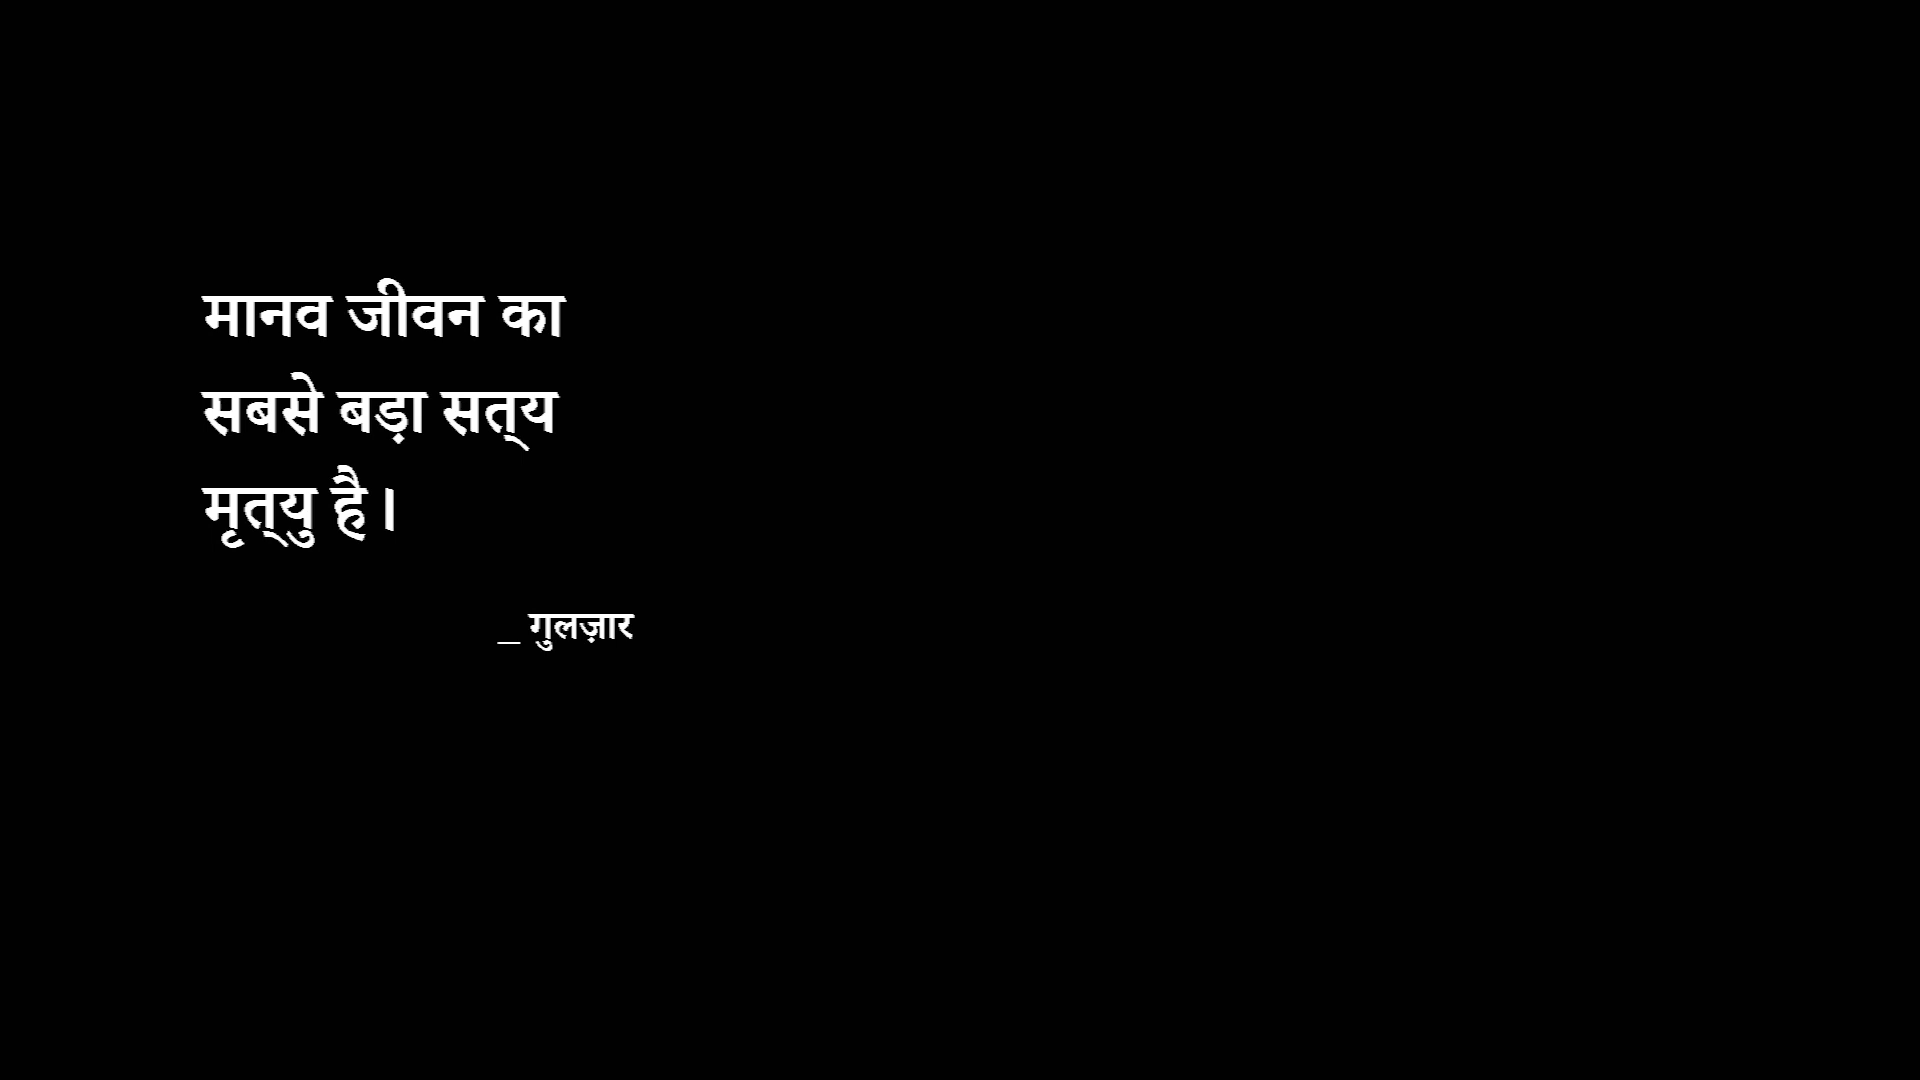 मानव जीवन का
सबसे बड़ा सत्‌य
मृत्‌यु है।
_ गुलज़ार